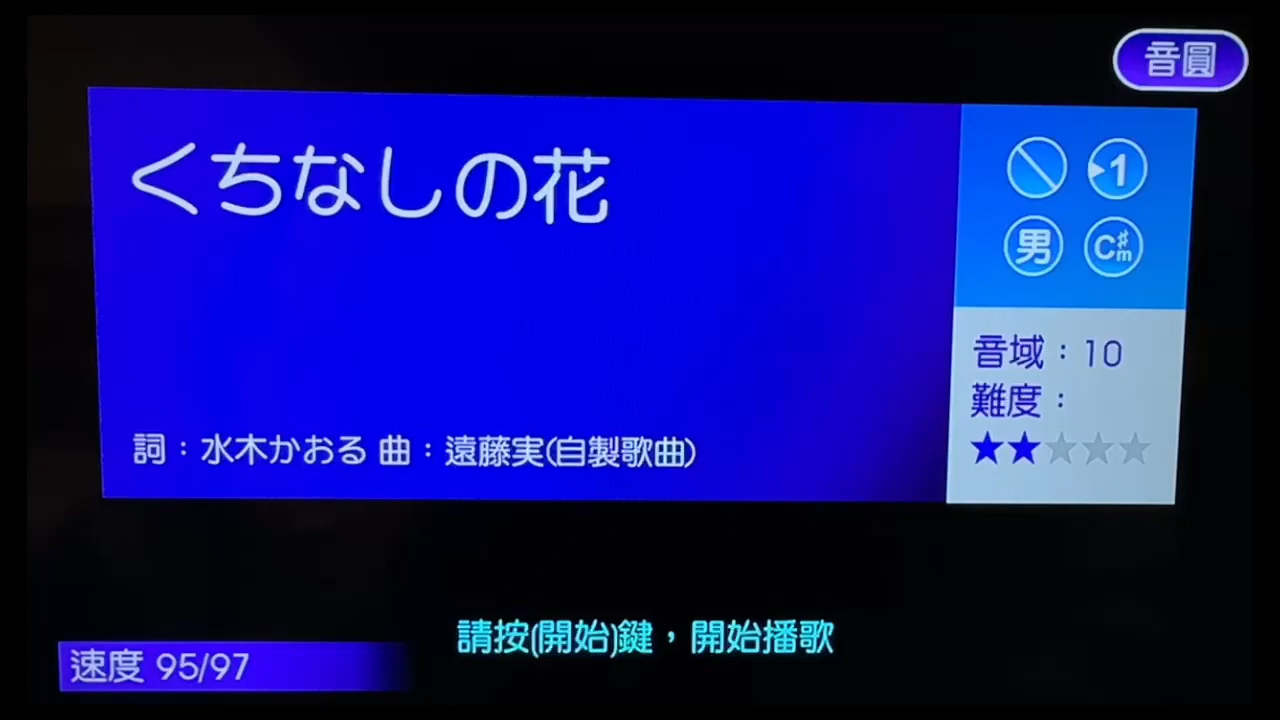 音圓
くちなしの花
1
男 C♯m
音域：10
難度：
★★★★★
詞：水木かおる 曲：遠藤実(自製歌曲)
請按(開始)鍵，開始播歌
速度 95/97